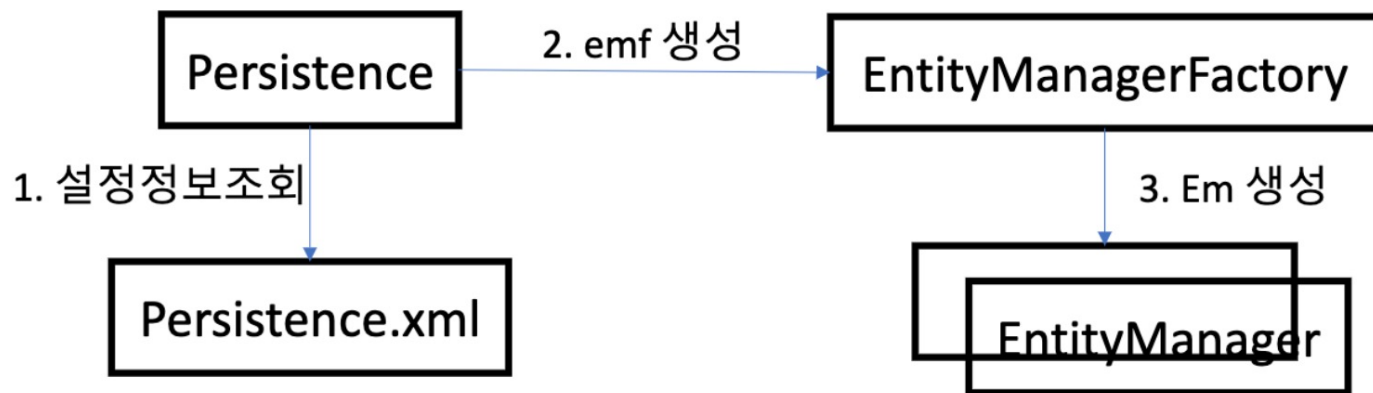 Persistence
2. emf 생성
EntityManagerFactory
1. 설정정보조회
3. Em 생성
Persistence.xml
EntityManager